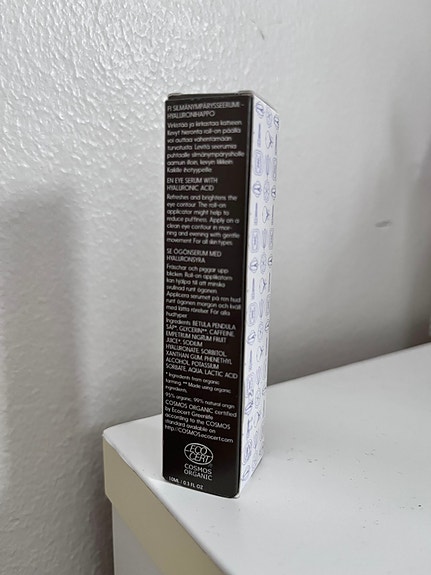 FI SILMÄNYMPÄRYSSEERUMI -
HYALURONIHAPPO
Virkistää ja kirkastaa katseen.
Kevyt hieronta roll-on päällä
voi auttaa vähentämään
turvotusta. Levitä seerumia
puhtaalle silmänympärysiholle
aamuin illoin, kevyin liikkein.
Kaikille ihotyypeille.
EN EYE SERUM WITH
HYALURONIC ACID
Refreshes and brightens the
eye contour. The roll-on
applicator might help to
reduce puffiness. Apply on a
clean eye contour in mor-
ning and evening with gentle
movement. For all skin types.
SE ÖGONSERUM MED
HYALURONSYRA
Fräschar och piggar upp
blicken. Roll-on applikatorn
kan hjälpa till att minska
svullnad runt ögonen.
Applicera serumet på ren hud
runt ögonen morgon och kväll
med lätta rörelser. För alla
hudtyper.
Ingredients: BETULA PENDULA
SAP*, GLYCERIN**, CAFFEINE,
EMPETRUM NIGRUM FRUIT
JUICE*, SODIUM
HYALURONATE, SORBITOL,
XANTHAN GUM, PHENETHYL
ALCOHOL, POTASSIUM
SORBATE, AQUA, LACTIC ACID
* Ingredients from organic
farming. ** Made using organic
ingredients.
95% organic, 99% natural origin
COSMOS ORGANIC certified
by Ecocert Greenlife
according to the COSMOS
standard available on
http://COSMOS.ecocert.com
ECO
CERT
COSMOS
ORGANIC
10ML / 0.3 FL OZ